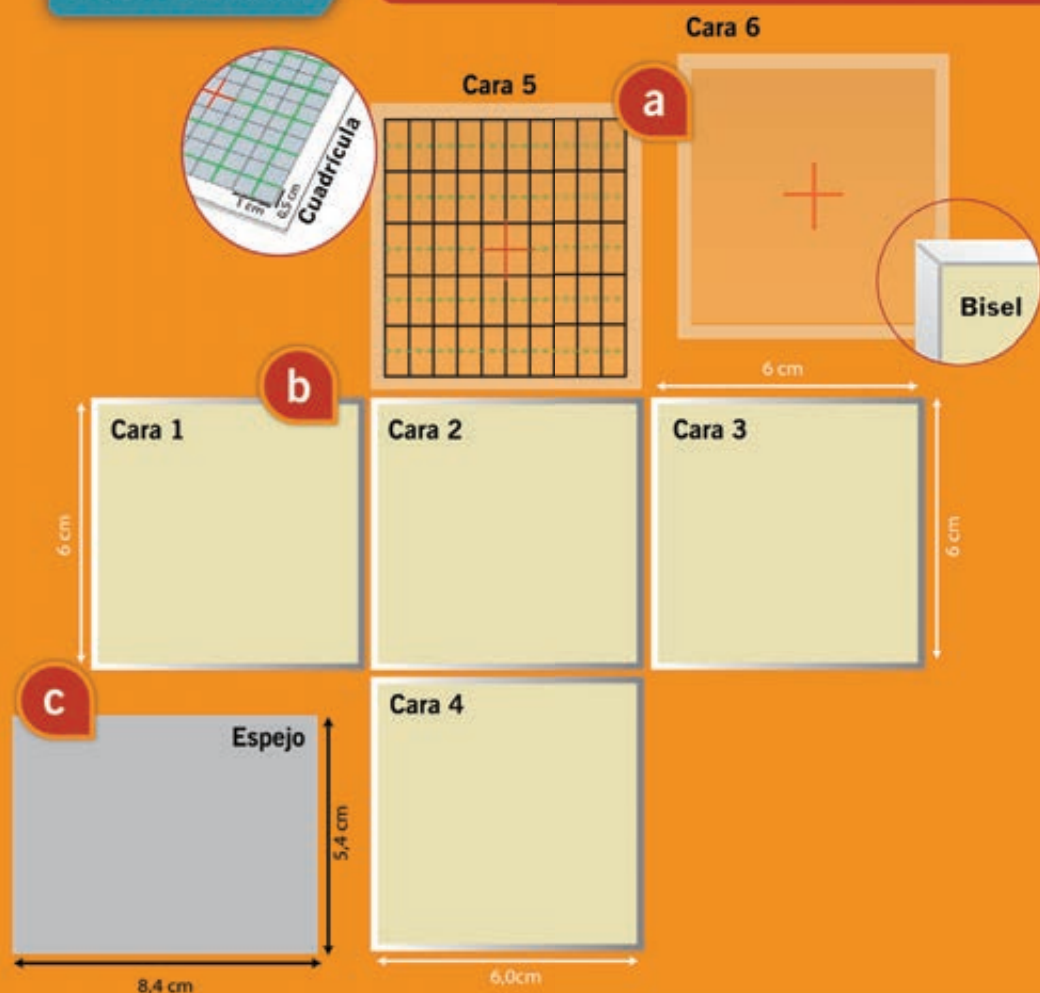 Cara 6
Cara 5
a
Cuadrícula
1 cm
0,5 cm
Bisel
6 cm
b
Cara 1
Cara 2
Cara 3
6 cm
6 cm
c
Espejo
Cara 4
5,4 cm
8,4 cm
6,0cm